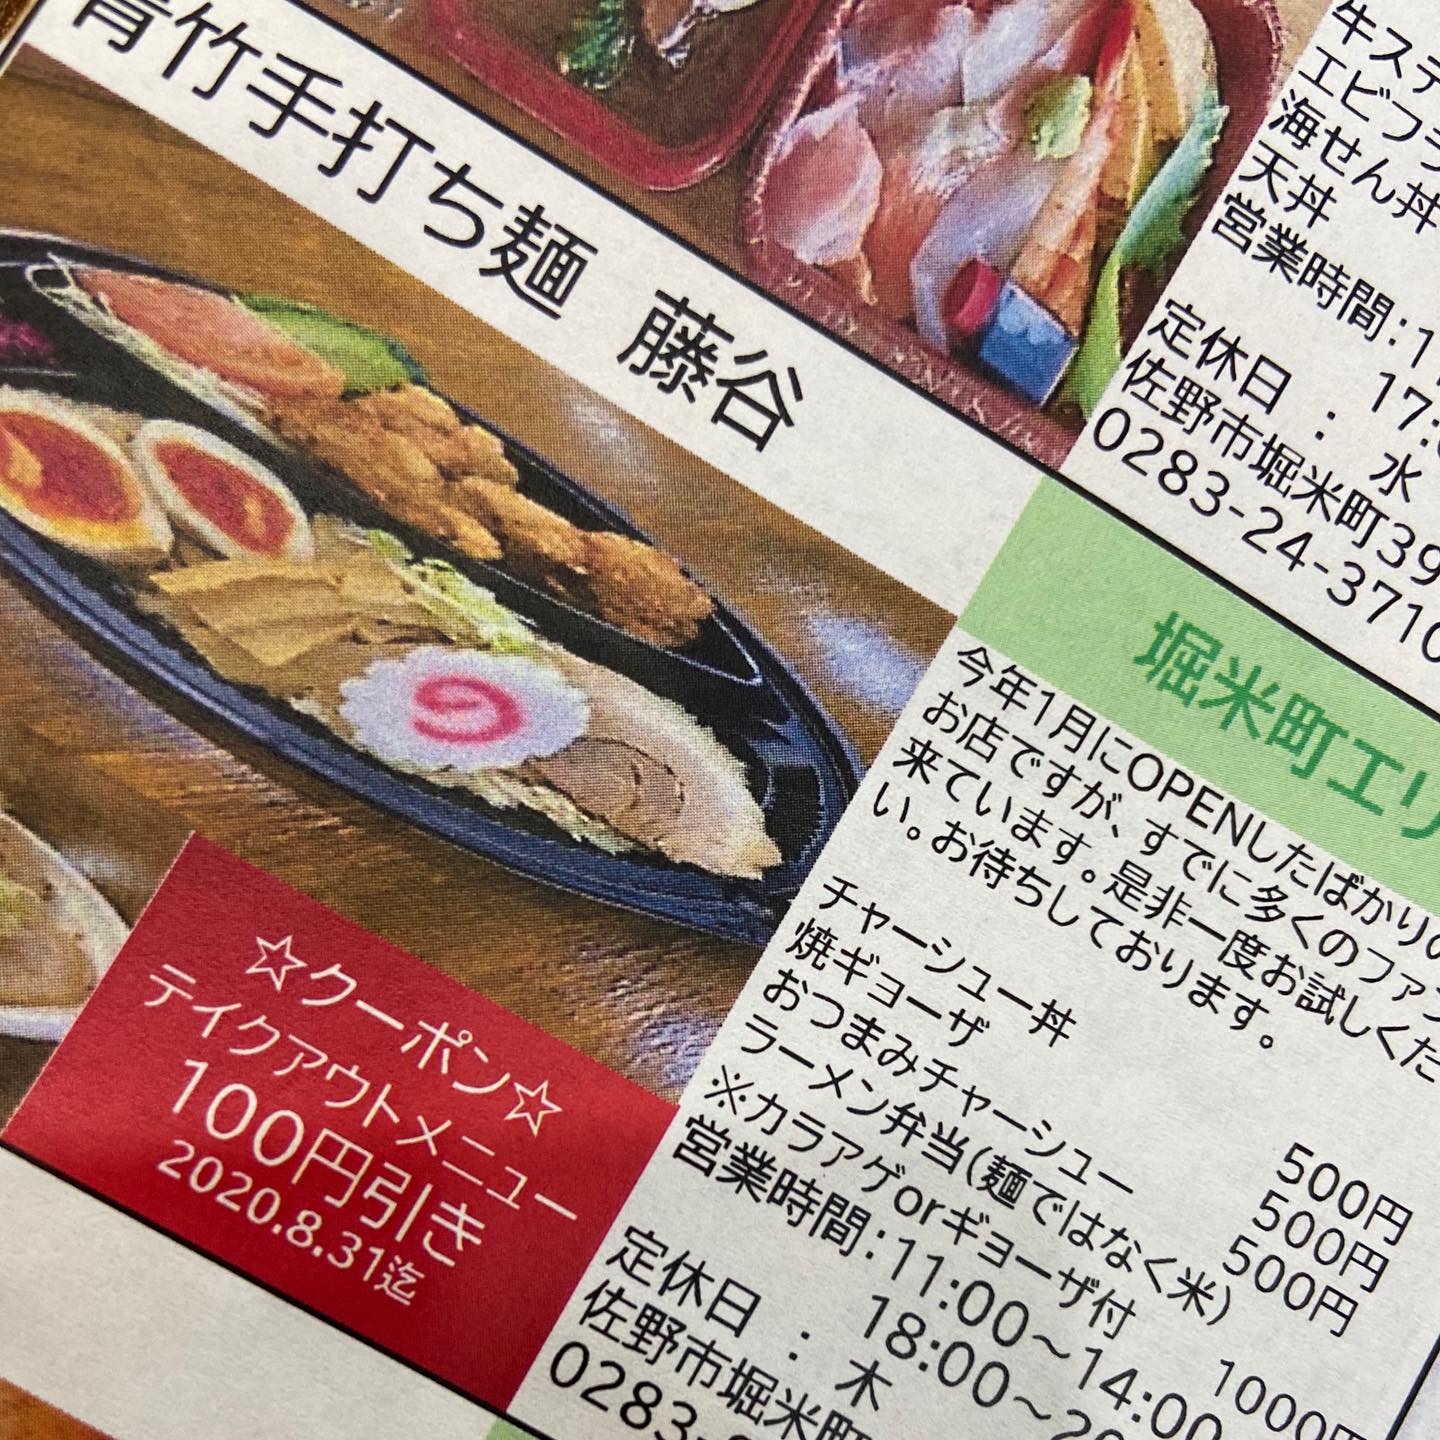 牛ステ
エビフラ
海せん丼
天丼
営業時間：1
17:
定休日 ： 水
佐野市堀米町39
0283-24-3710
青竹手打ち麺 藤谷
堀米町エリ
今年1月にOPENしたばかりの
お店ですが、すでに多くのファン
来ています。是非一度お試しくだ
い。お待ちしております。
チャーシュー丼 500円
焼ギョーザ 500円
おつまみチャーシュー 500円
ラーメン弁当(麺ではなく米)
※カラアゲorギョーザ付 1000円
営業時間：11:00～14:00
18:00～20
定休日 ： 木
佐野市堀米町
0283-
☆クーポン☆
テイクアウトメニュー
100円引き
2020.8.31迄